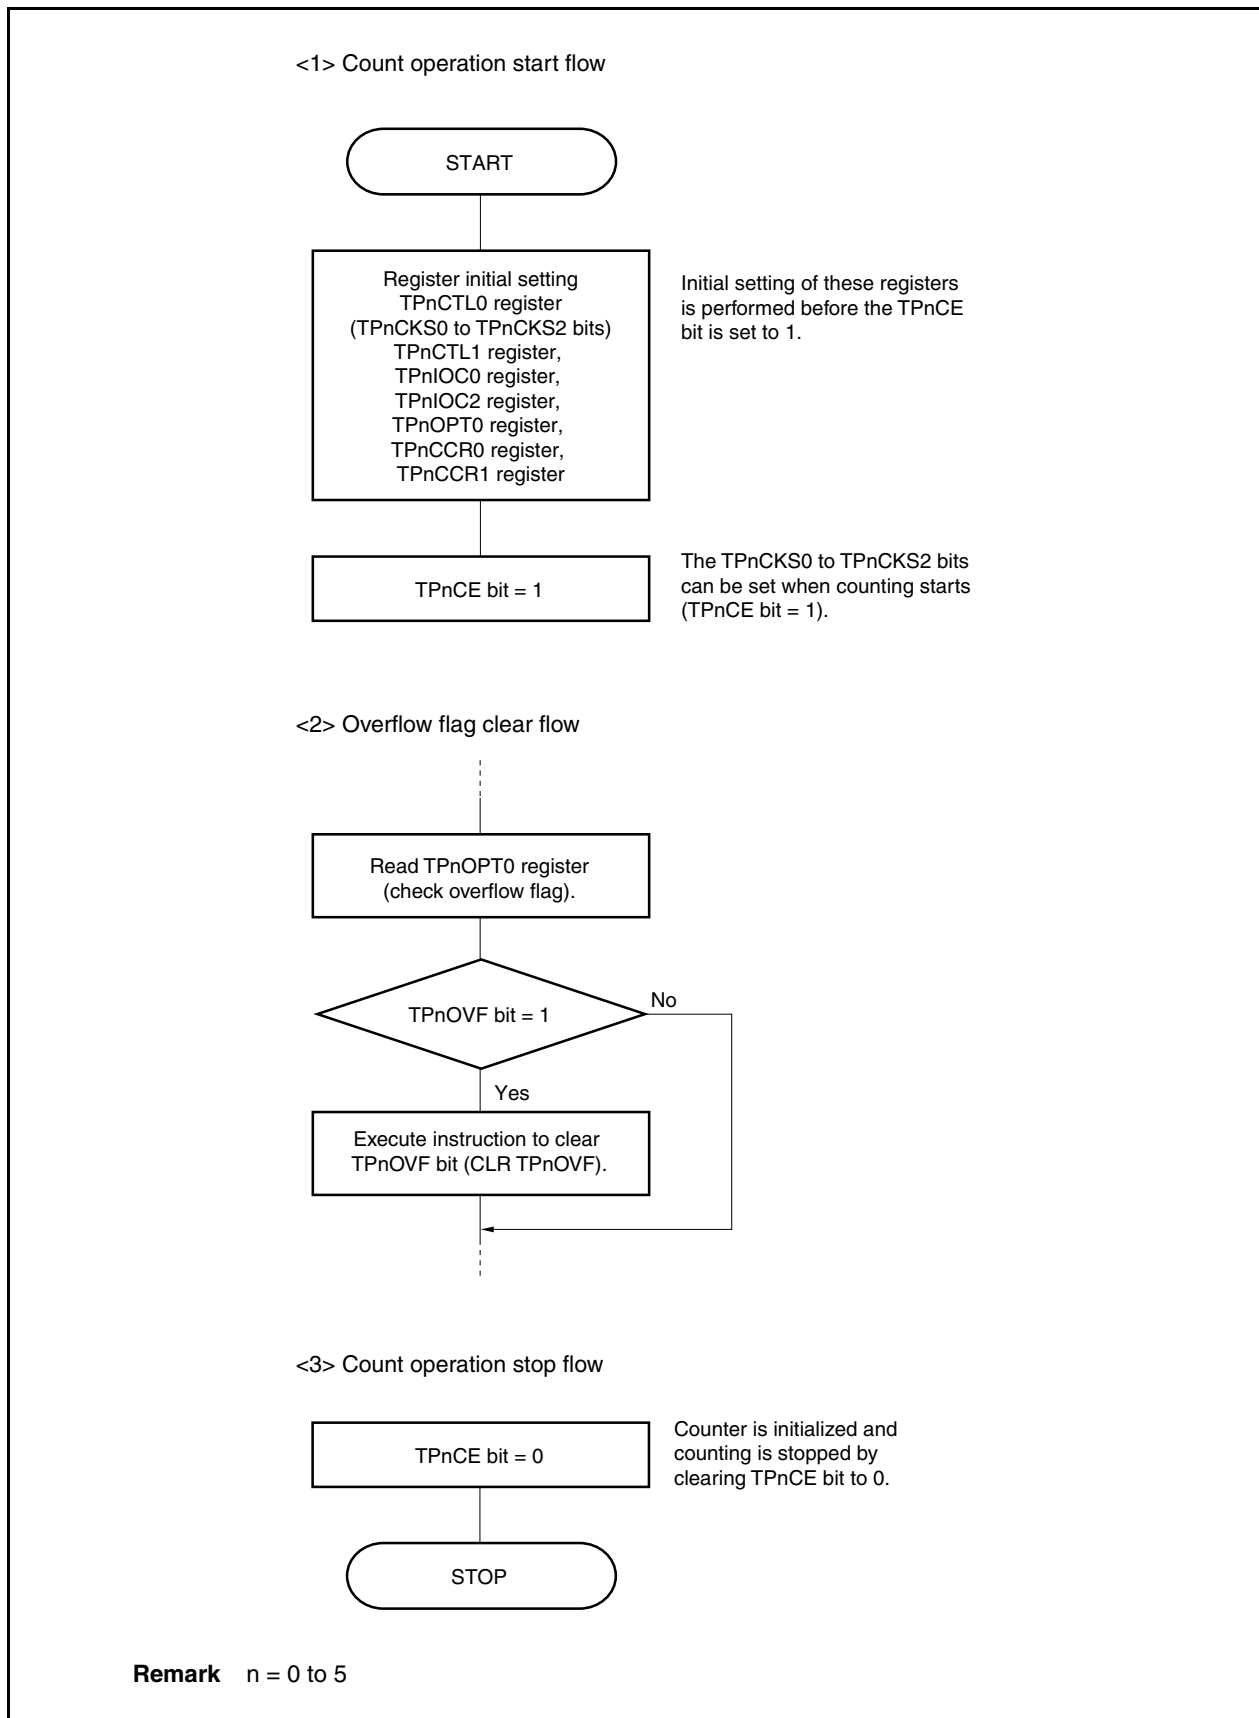 <1> Count operation start flow
START
Register initial setting
TPnCTL0 register
(TPnCKS0 to TPnCKS2 bits)
TPnCTL1 register,
TPnIOC0 register,
TPnIOC2 register,
TPnOPT0 register,
TPnCCR0 register,
TPnCCR1 register
Initial setting of these registers
is performed before the TPnCE
bit is set to 1.
TPnCE bit = 1
The TPnCKS0 to TPnCKS2 bits
can be set when counting starts
(TPnCE bit = 1).
<2> Overflow flag clear flow
Read TPnOPT0 register
(check overflow flag).
TPnOVF bit = 1
No
Yes
Execute instruction to clear
TPnOVF bit (CLR TPnOVF).
<3> Count operation stop flow
TPnCE bit = 0
Counter is initialized and
counting is stopped by
clearing TPnCE bit to 0.
STOP
Remark n = 0 to 5